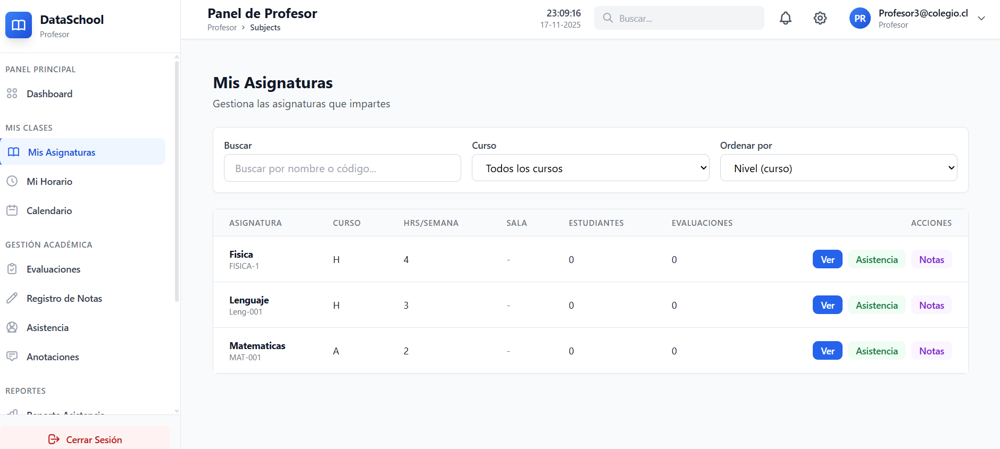 DataSchool
Profesor
PANEL PRINCIPAL
Dashboard
MIS CLASES
Mis Asignaturas
Mi Horario
Calendario
GESTIÓN ACADÉMICA
Evaluaciones
Registro de Notas
Asistencia
Anotaciones
REPORTES
Reporte Asistencia
Cerrar Sesión
Panel de Profesor
Profesor > Subjects
23:09:16
17-11-2025
Buscar...
PR
Profesor3@colegio.cl
Profesor
Mis Asignaturas
Gestiona las asignaturas que impartes
Buscar
Buscar por nombre o código...
Curso
Todos los cursos
Ordenar por
Nivel (curso)
ASIGNATURA CURSO HRS/SEMANA SALA ESTUDIANTES EVALUACIONES ACCIONES
Fisica
FISICA-1
H 4 - 0 0 Ver Asistencia Notas
Lenguaje
Leng-001
H 3 - 0 0 Ver Asistencia Notas
Matematicas
MAT-001
A 2 - 0 0 Ver Asistencia Notas